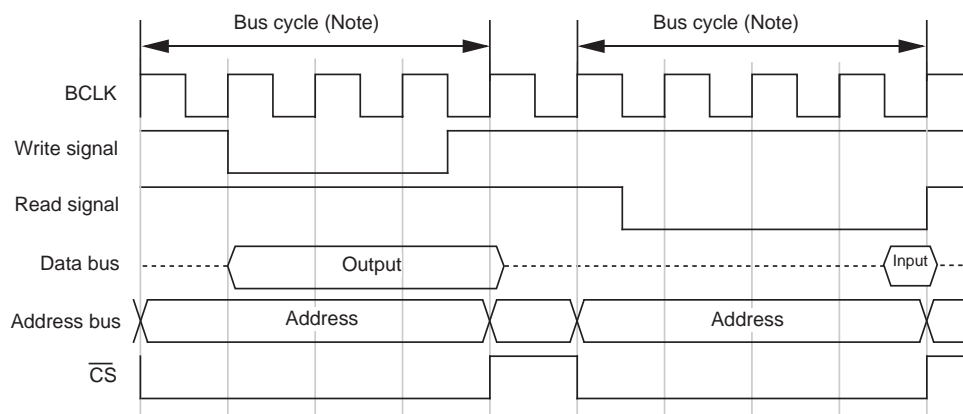 Bus cycle (Note) Bus cycle (Note)
BCLK
Write signal
Read signal
Data bus Output Input
Address bus Address Address
C̅S̅